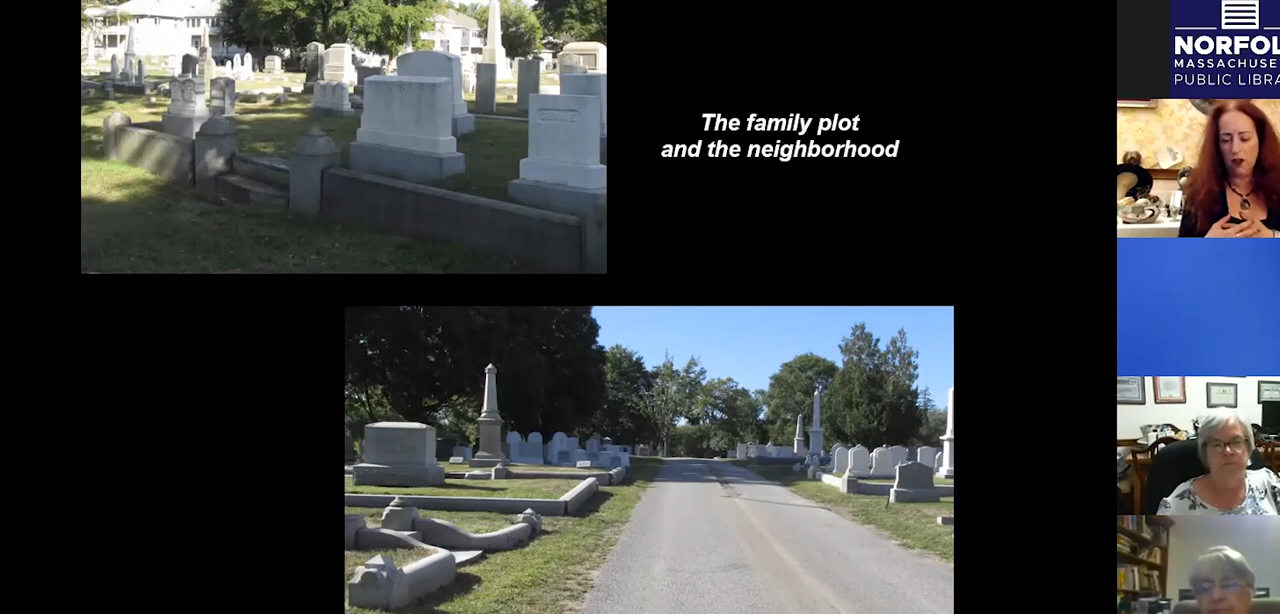 The family plot
and the neighborhood
NORFOL
MASSACHUSE
PUBLIC LIBRA